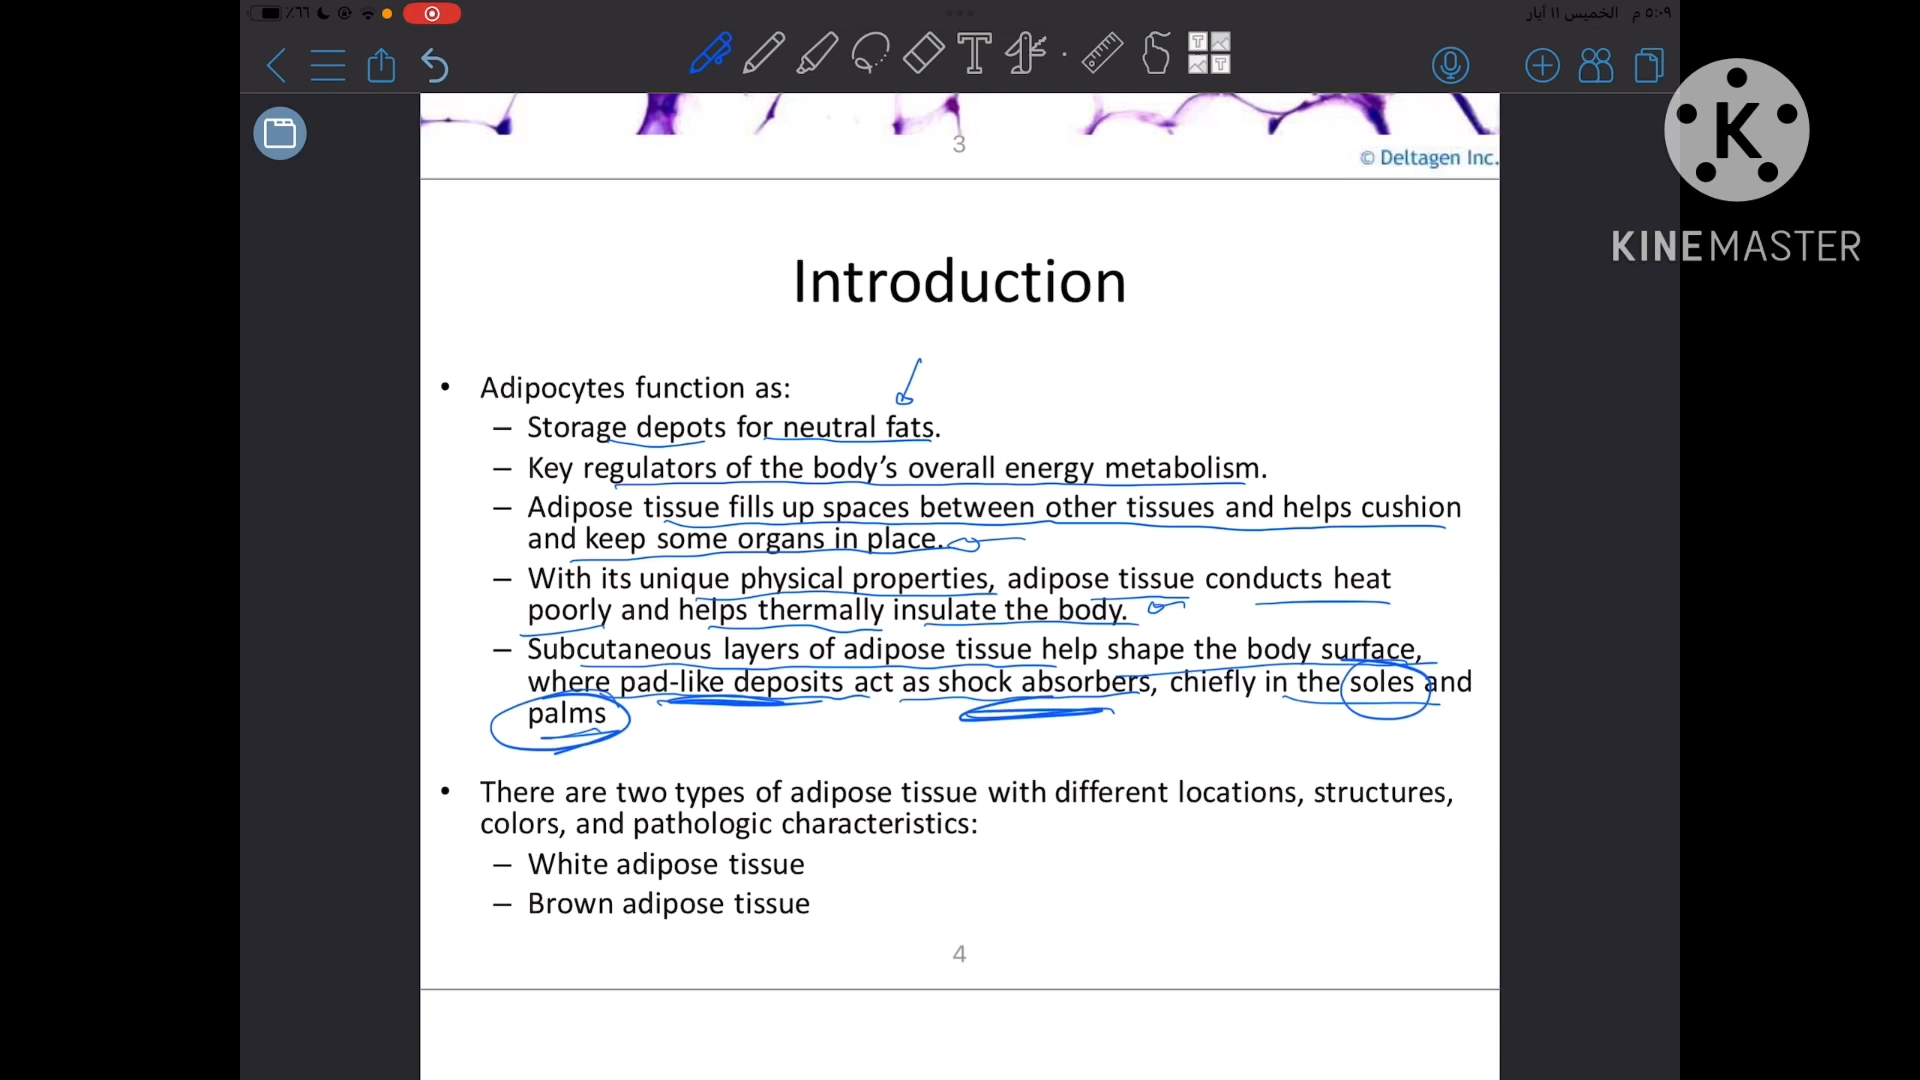 ٪٦٦
٥:٠٩ م الخميس ١١ أيار
K
KINEMASTER
3
© Deltagen Inc.
Introduction
• Adipocytes function as:
– Storage depots for neutral fats.
– Key regulators of the body’s overall energy metabolism.
– Adipose tissue fills up spaces between other tissues and helps cushion
and keep some organs in place.
– With its unique physical properties, adipose tissue conducts heat
poorly and helps thermally insulate the body.
– Subcutaneous layers of adipose tissue help shape the body surface,
where pad-like deposits act as shock absorbers, chiefly in the soles and
palms
• There are two types of adipose tissue with different locations, structures,
colors, and pathologic characteristics:
– White adipose tissue
– Brown adipose tissue
4